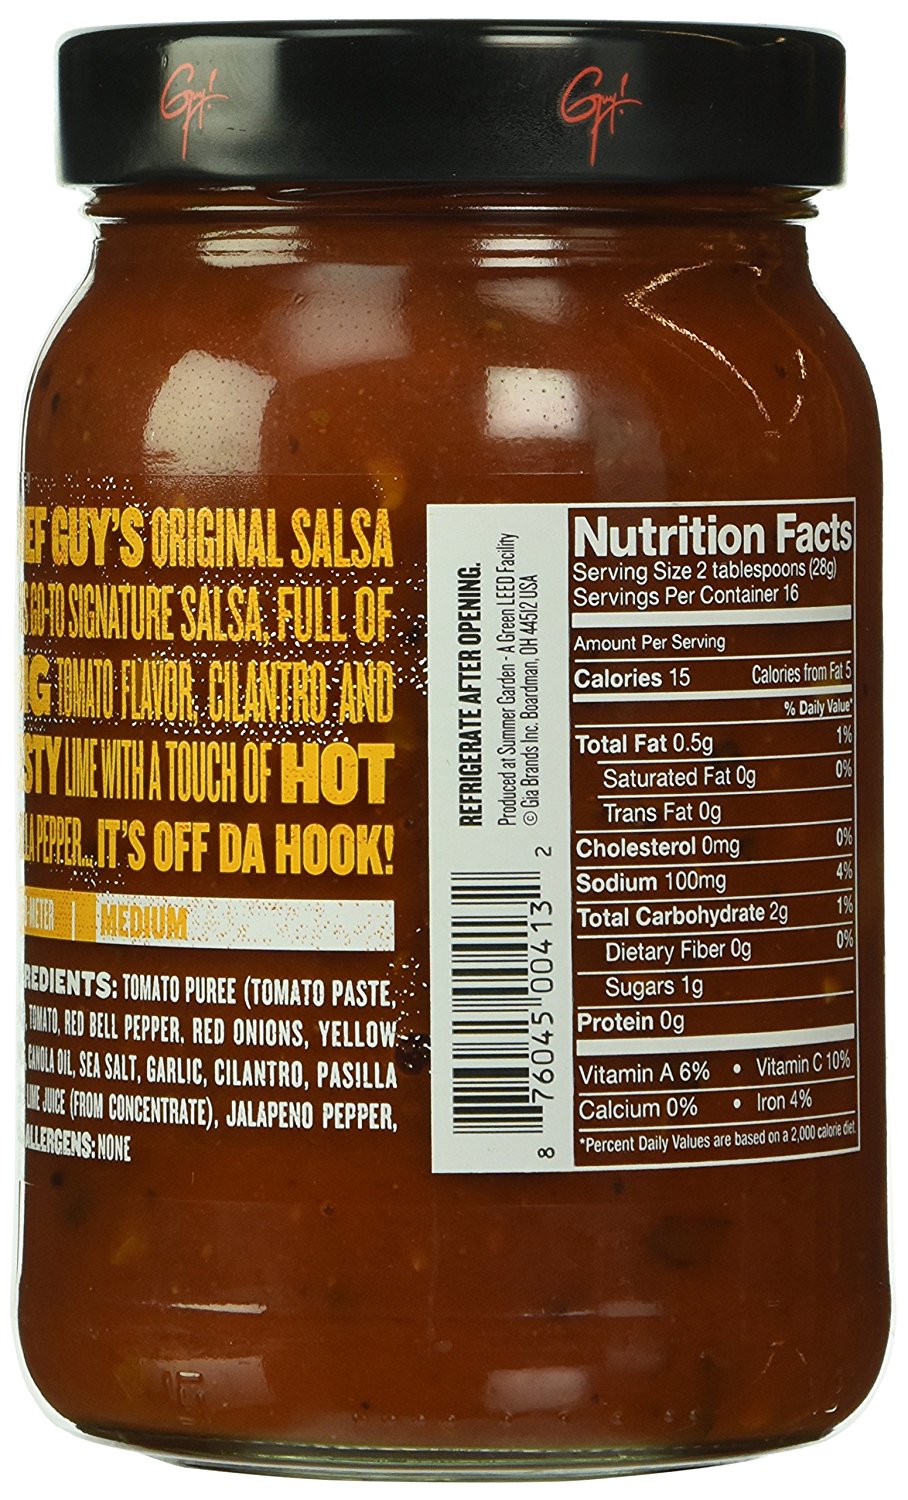 Guy!
Guy!
GUY'S ORIGINAL SALSA
GO-TO SIGNATURE SALSA, FULL OF
TOMATO FLAVOR, CILANTRO AND
LIME WITH A TOUCH OF HOT
PEPPER... IT'S OFF DA HOOK!
MEDIUM
TOMATO PUREE (TOMATO PASTE,
TOMATO, RED BELL PEPPER, RED ONIONS, YELLOW
CANOLA OIL, SEA SALT, GARLIC, CILANTRO, PASILLA
LIME JUICE (FROM CONCENTRATE), JALAPENO PEPPER,
ALLERGENS: NONE
REFRIGERATE AFTER OPENING.
Produced at Summer Garden - A Green LEED Facility
© Gia Brands Inc. Boardman, OH 44512 USA
8 76045 00413 2
Nutrition Facts
Serving Size 2 tablespoons (28g)
Servings Per Container 16
Amount Per Serving
Calories 15 Calories from Fat 5
% Daily Value*
Total Fat 0.5g 1%
Saturated Fat 0g 0%
Trans Fat 0g
Cholesterol 0mg 0%
Sodium 100mg 4%
Total Carbohydrate 2g 1%
Dietary Fiber 0g 0%
Sugars 1g
Protein 0g
Vitamin A 6% • Vitamin C 10%
Calcium 0% • Iron 4%
*Percent Daily Values are based on a 2,000 calorie diet.